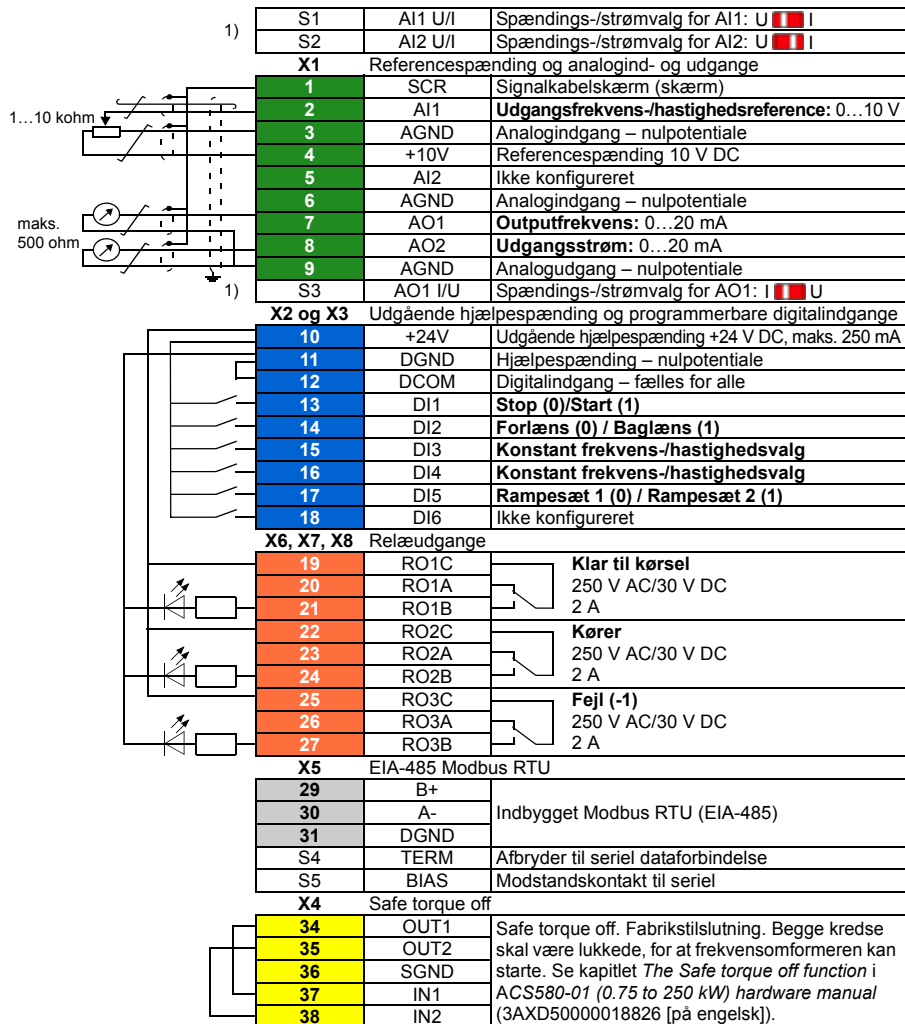 1) S1 AI1 U/I Spændings-/strømvalg for AI1: U I
S2 AI2 U/I Spændings-/strømvalg for AI2: U I
X1 Referencespænding og analogind- og udgange
1 SCR Signalkabelskærm (skærm)
1…10 kohm 2 AI1 Udgangsfrekvens-/hastighedsreference: 0…10 V
3 AGND Analogindgang – nulpotentiale
4 +10V Referencespænding 10 V DC
5 AI2 Ikke konfigureret
6 AGND Analogindgang – nulpotentiale
maks. 7 AO1 Outputfrekvens: 0…20 mA
500 ohm 8 AO2 Udgangsstrøm: 0…20 mA
9 AGND Analogudgang – nulpotentiale
1) S3 AO1 I/U Spændings-/strømvalg for AO1: I U
X2 og X3 Udgående hjælpespænding og programmerbare digitalindgange
10 +24V Udgående hjælpespænding +24 V DC, maks. 250 mA
11 DGND Hjælpespænding – nulpotentiale
12 DCOM Digitalindgang – fælles for alle
13 DI1 Stop (0)/Start (1)
14 DI2 Forlæns (0) / Baglæns (1)
15 DI3 Konstant frekvens-/hastighedsvalg
16 DI4 Konstant frekvens-/hastighedsvalg
17 DI5 Rampesæt 1 (0) / Rampesæt 2 (1)
18 DI6 Ikke konfigureret
X6, X7, X8 Relæudgange
19 RO1C Klar til kørsel
20 RO1A 250 V AC/30 V DC
21 RO1B 2 A
22 RO2C Kører
23 RO2A 250 V AC/30 V DC
24 RO2B 2 A
25 RO3C Fejl (-1)
26 RO3A 250 V AC/30 V DC
27 RO3B 2 A
X5 EIA-485 Modbus RTU
29 B+
30 A- Indbygget Modbus RTU (EIA-485)
31 DGND
S4 TERM Afbryder til seriel dataforbindelse
S5 BIAS Modstandskontakt til seriel
X4 Safe torque off
34 OUT1 Safe torque off. Fabrikstilslutning. Begge kredse
35 OUT2 skal være lukkede, for at frekvensomformeren kan
36 SGND starte. Se kapitlet The Safe torque off function i
37 IN1 ACS580-01 (0.75 to 250 kW) hardware manual
38 IN2 (3AXD50000018826 [på engelsk]).